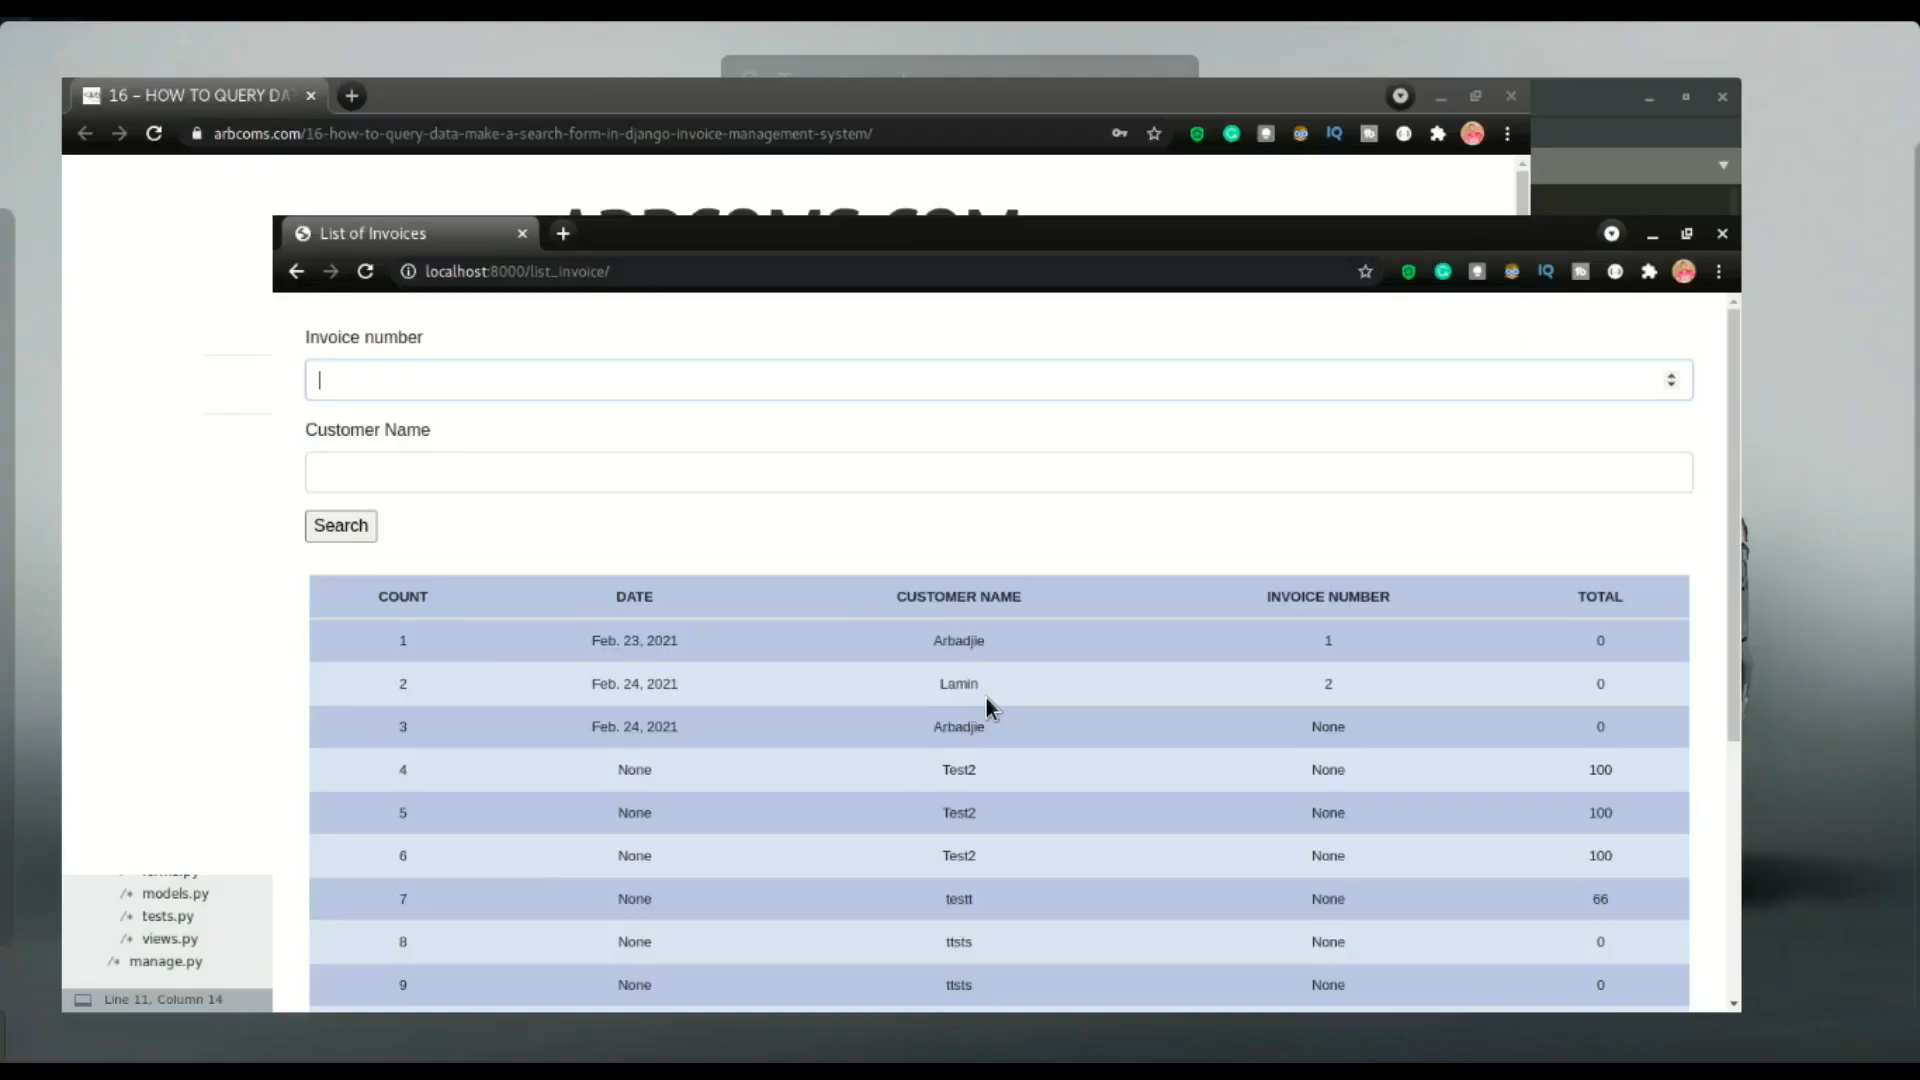 16 – HOW TO QUERY DA
arbcoms.com/16-how-to-query-data-make-a-search-form-in-django-invoice-management-system/
IQ
ARBCOMS.COM
List of Invoices
localhost:8000/list_invoice/
IQ
Invoice number
Customer Name
Search
COUNT DATE CUSTOMER NAME INVOICE NUMBER TOTAL
1 Feb. 23, 2021 Arbadjie 1 0
2 Feb. 24, 2021 Lamin 2 0
3 Feb. 24, 2021 Arbadjie None 0
4 None Test2 None 100
5 None Test2 None 100
6 None Test2 None 100
7 None testt None 66
8 None ttsts None 0
9 None ttsts None 0
/* models.py
/* tests.py
/* views.py
/* manage.py
Line 11, Column 14